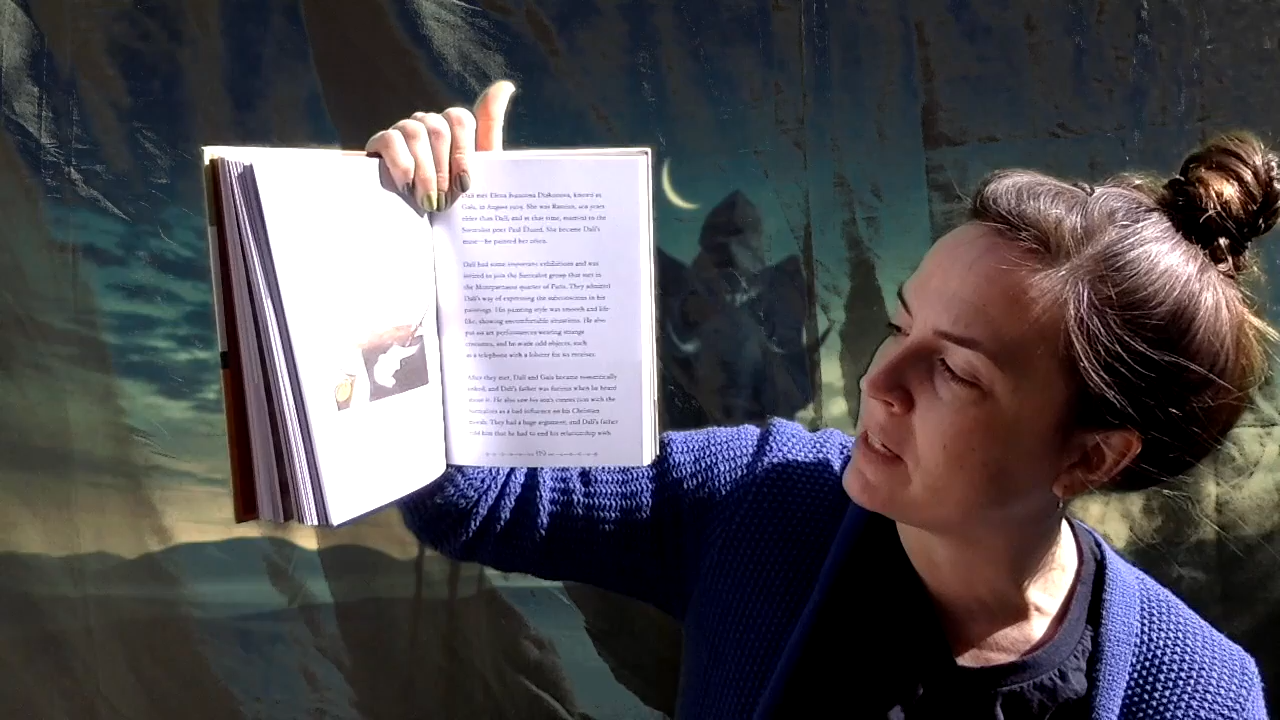 Dalí met Elena Ivanovna Diakonova, known as
Gala, in August 1929. She was Russian, ten years
older than Dalí, and at that time, married to the
Surrealist poet Paul Éluard. She became Dalí's
muse—he painted her often.
Dalí had some important exhibitions and was
invited to join the Surrealist group that met in
the Montparnasse quarter of Paris. They admired
Dalí's way of expressing the subconscious in his
paintings. His painting style was smooth and life-
like, showing uncomfortable situations. He also
put on art performances wearing strange
costumes, and he made odd objects, such
as a telephone with a lobster for its receiver.
After they met, Dalí and Gala became romantically
linked, and Dalí's father was furious when he heard
about it. He also saw his son's connection with the
Surrealists as a bad influence on his Christian
morals. They had a huge argument, and Dalí's father
told him that he had to end his relationship with